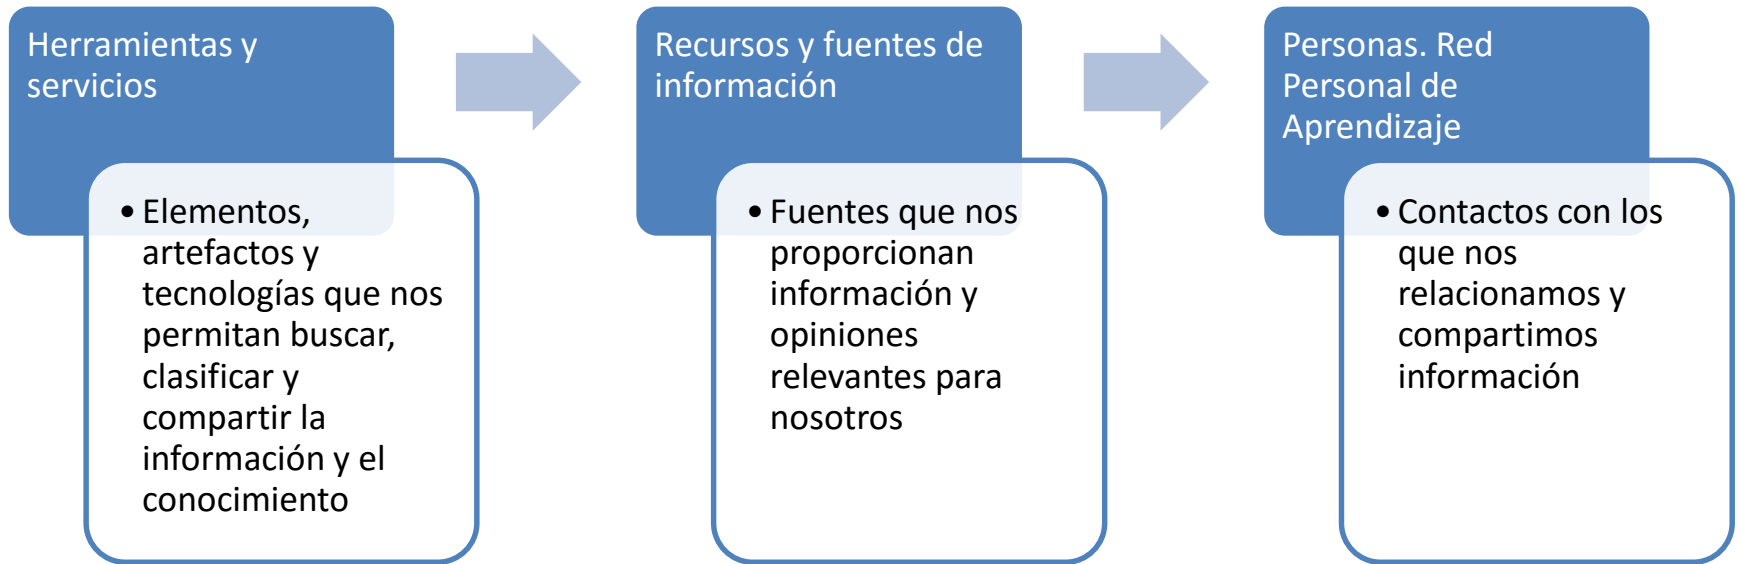 Herramientas y
servicios
• Elementos,
artefactos y
tecnologías que nos
permitan buscar,
clasificar y
compartir la
información y el
conocimiento
Recursos y fuentes de
información
• Fuentes que nos
proporcionan
información y
opiniones
relevantes para
nosotros
Personas. Red
Personal de
Aprendizaje
• Contactos con los
que nos
relacionamos y
compartimos
información